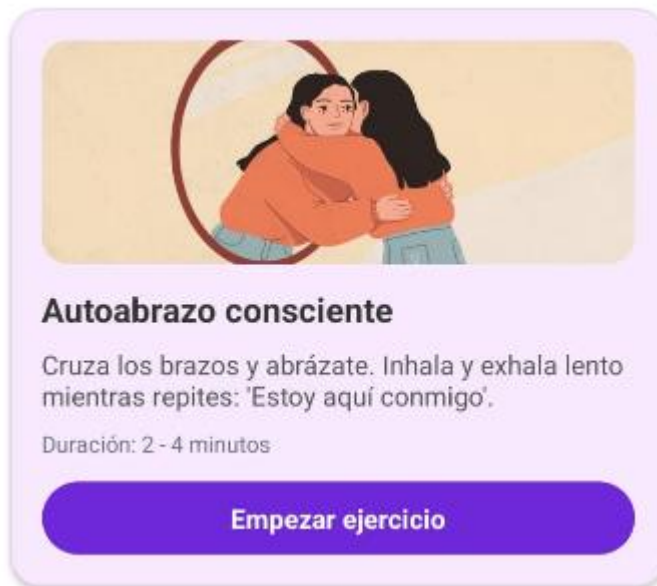 Autoabrazo consciente
Cruza los brazos y abrázate. Inhala y exhala lento
mientras repites: 'Estoy aquí conmigo'.
Duración: 2 - 4 minutos
Empezar ejercicio